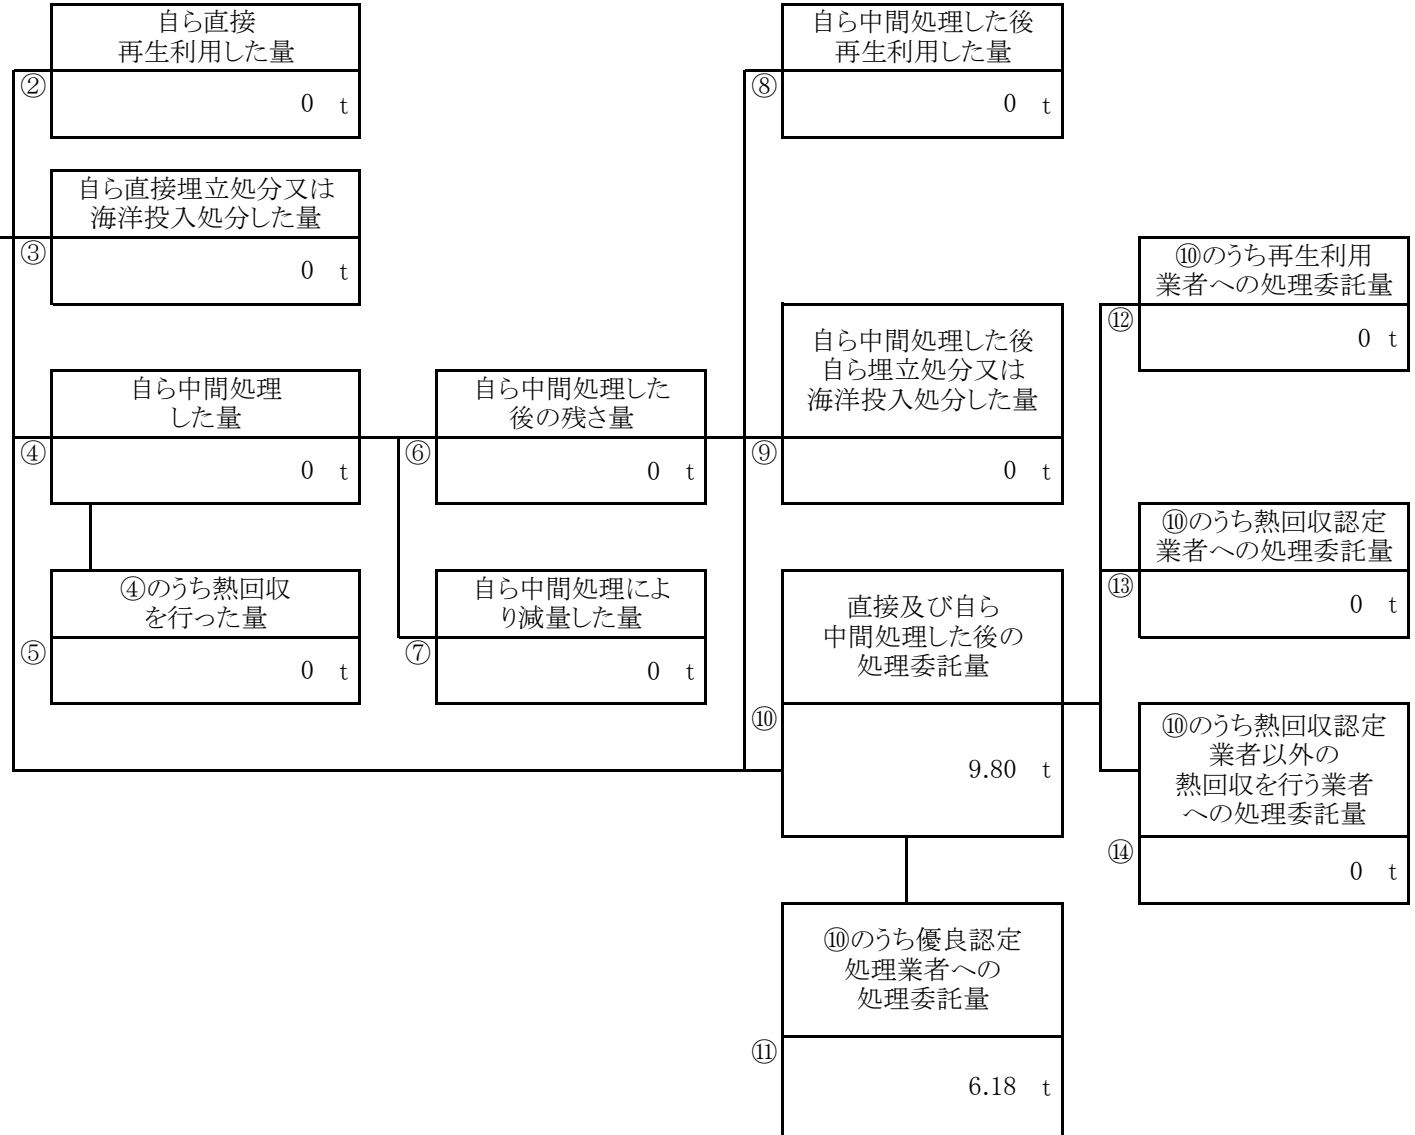 自ら直接
再生利用した量
②
0 t
自ら中間処理した後
再生利用した量
⑧
0 t
自ら直接埋立処分又は
海洋投入処分した量
③
0 t
⑩のうち再生利用
業者への処理委託量
⑫
0 t
自ら中間処理
した量
④
0 t
自ら中間処理した
後の残さ量
⑥
0 t
自ら中間処理した後
自ら埋立処分又は
海洋投入処分した量
⑨
0 t
⑩のうち熱回収認定
業者への処理委託量
⑬
0 t
④のうち熱回収
を行った量
⑤
0 t
自ら中間処理によ
り減量した量
⑦
0 t
直接及び自ら
中間処理した後の
処理委託量
⑩
9.80 t
⑩のうち熱回収認定
業者以外の
熱回収を行う業者
への処理委託量
⑭
0 t
⑩のうち優良認定
処理業者への
処理委託量
⑪
6.18 t